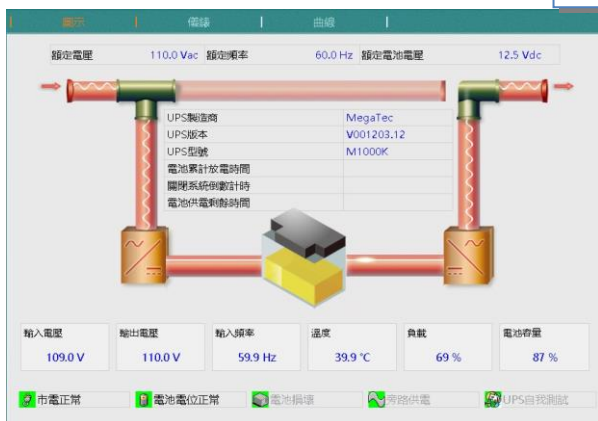 圖示 儀錶 曲線
額定電壓 110.0 Vac 額定頻率 60.0 Hz 額定電池電壓 12.5 Vdc
UPS製造商 MegaTec
UPS版本 V001203.12
UPS型號 M1000K
電池累計放電時間
關閉系統倒數計時
電池供電剩餘時間
輸入電壓 輸出電壓 輸入頻率 溫度 負載 電池容量
109.0 V 110.0 V 59.9 Hz 39.9 °C 69 % 87 %
市電正常 電池電位正常 電池損壞 旁路供電 UPS自我測試